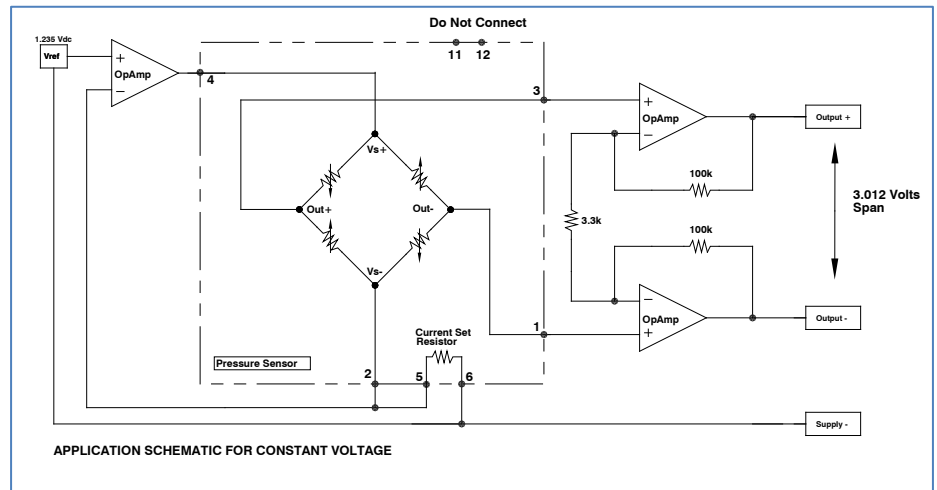 Do Not Connect
1.235 Vdc
Vref
+
OpAmp
−
4
11 12
3
+
OpAmp
−
Output +
Vs+
100k
Out+
Out-
3.3k
3.012 Volts
Span
100k
Vs-
−
OpAmp
+
Output -
1
Current Set
Resistor
Pressure Sensor
2
5
6
Supply -
APPLICATION SCHEMATIC FOR CONSTANT VOLTAGE